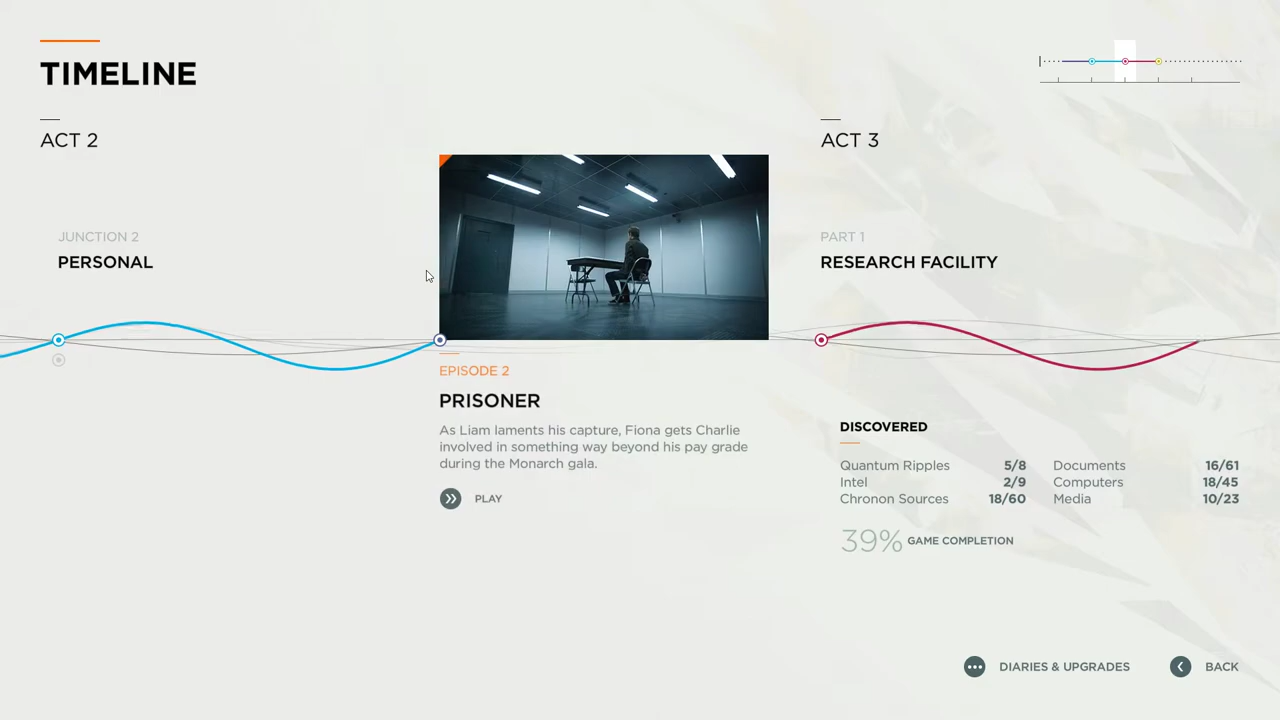 TIMELINE
ACT 2
ACT 3
JUNCTION 2
PERSONAL
PART 1
RESEARCH FACILITY
EPISODE 2
PRISONER
As Liam laments his capture, Fiona gets Charlie
involved in something way beyond his pay grade
during the Monarch gala.
PLAY
DISCOVERED
Quantum Ripples 5/8 Documents 16/61
Intel 2/9 Computers 18/45
Chronon Sources 18/60 Media 10/23
39% GAME COMPLETION
DIARIES & UPGRADES BACK